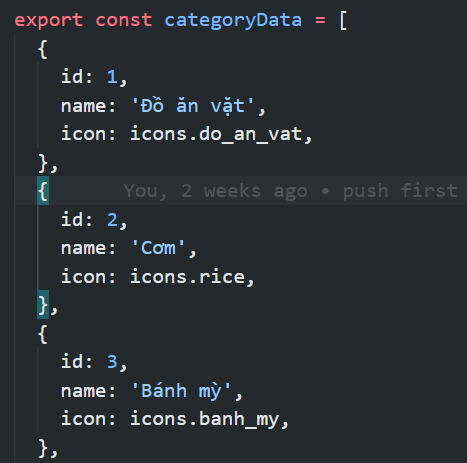 export const categoryData = [
{
id: 1,
name: 'Đồ ăn vặt',
icon: icons.do_an_vat,
},
{ You, 2 weeks ago • push first
id: 2,
name: 'Cơm',
icon: icons.rice,
},
{
id: 3,
name: 'Bánh mỳ',
icon: icons.banh_my,
},